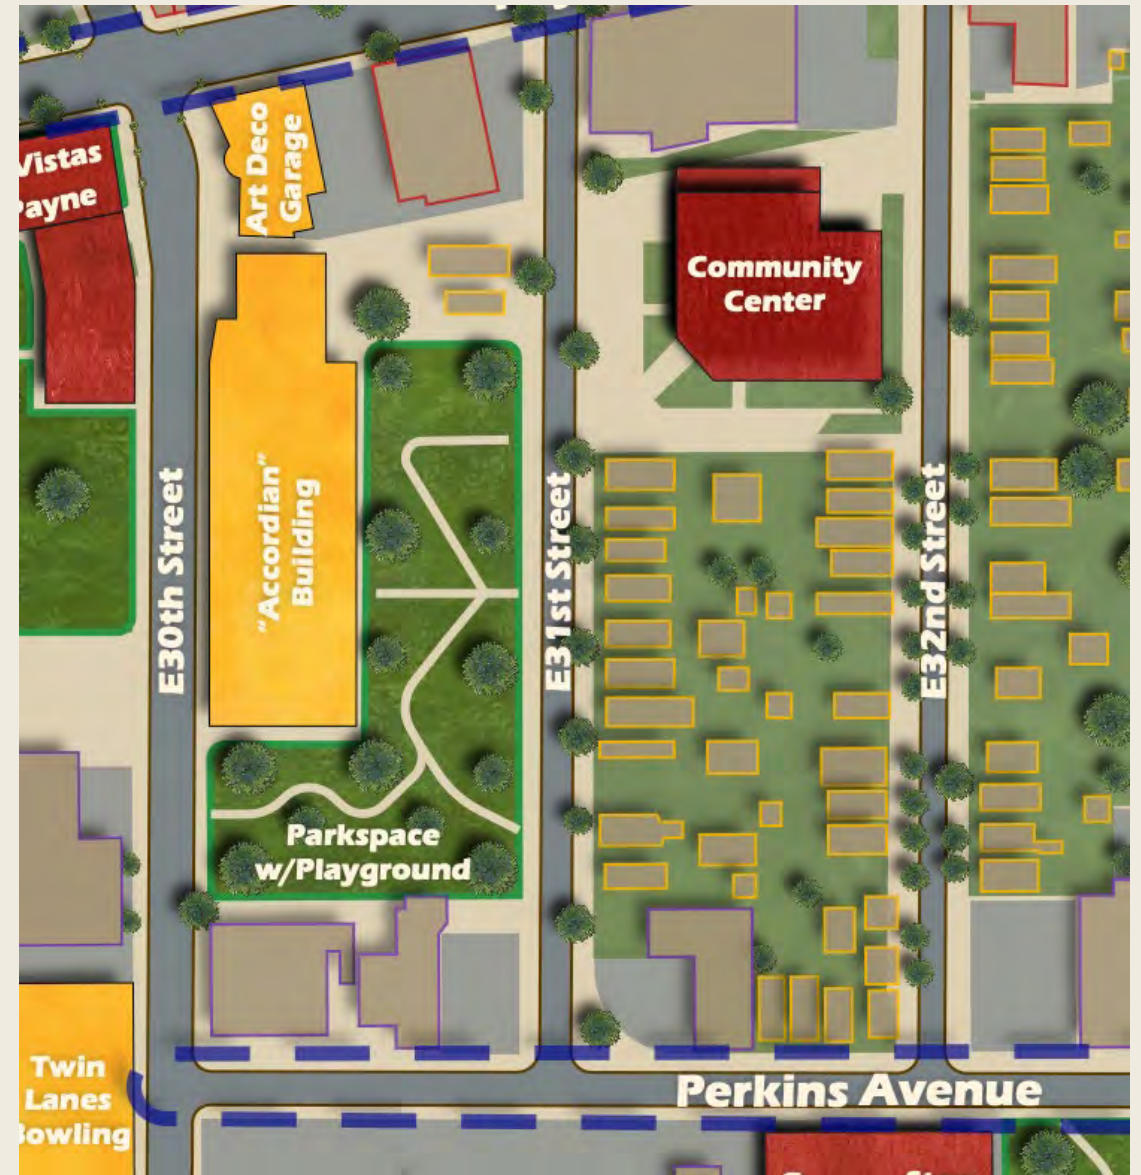 Art Deco
Garage
Vistas
Payne
Community
Center
"Accordian"
Building
E30th Street
E31st Street
E32nd Street
Parkspace
w/Playground
Twin
Lanes
Bowling
Perkins Avenue